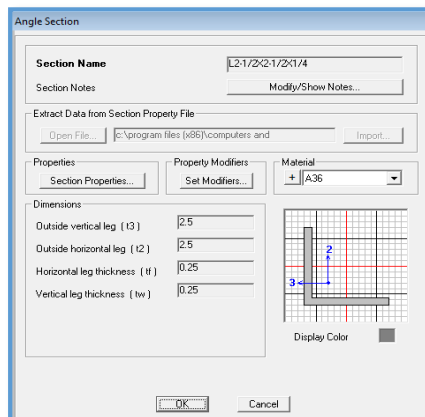 Angle Section
Section Name L2-1/2X2-1/2X1/4
Section Notes Modify/Show Notes...
Extract Data from Section Property File
Open File... c:\program files (x86)\computers and Import...
Properties Property Modifiers Material
Section Properties... Set Modifiers... + A36
Dimensions
Outside vertical leg ( t3 ) 2.5
Outside horizontal leg ( t2 ) 2.5
Horizontal leg thickness ( tf ) 0.25
Vertical leg thickness ( tw ) 0.25
2
3
Display Color
OK Cancel